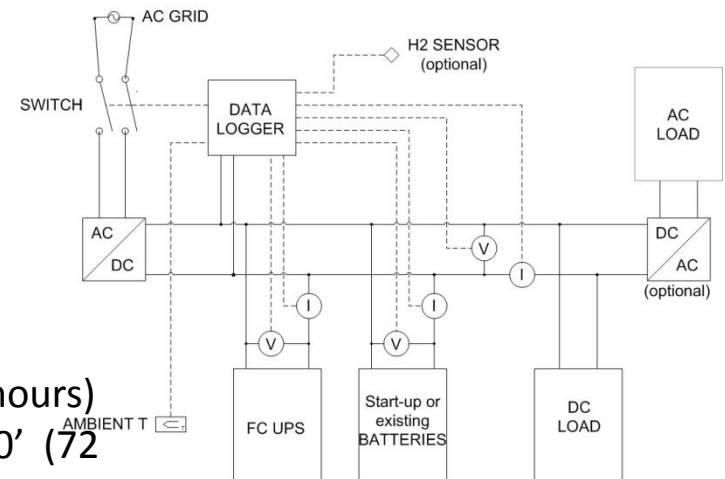 AC GRID
H2 SENSOR
(optional)
SWITCH
DATA
LOGGER
AC
LOAD
AC
DC
V
I
DC
AC
(optional)
I
I
V
V
hours)
AMBIENT T
T
0’ (72
FC UPS
Start-up or
existing
BATTERIES
DC
LOAD